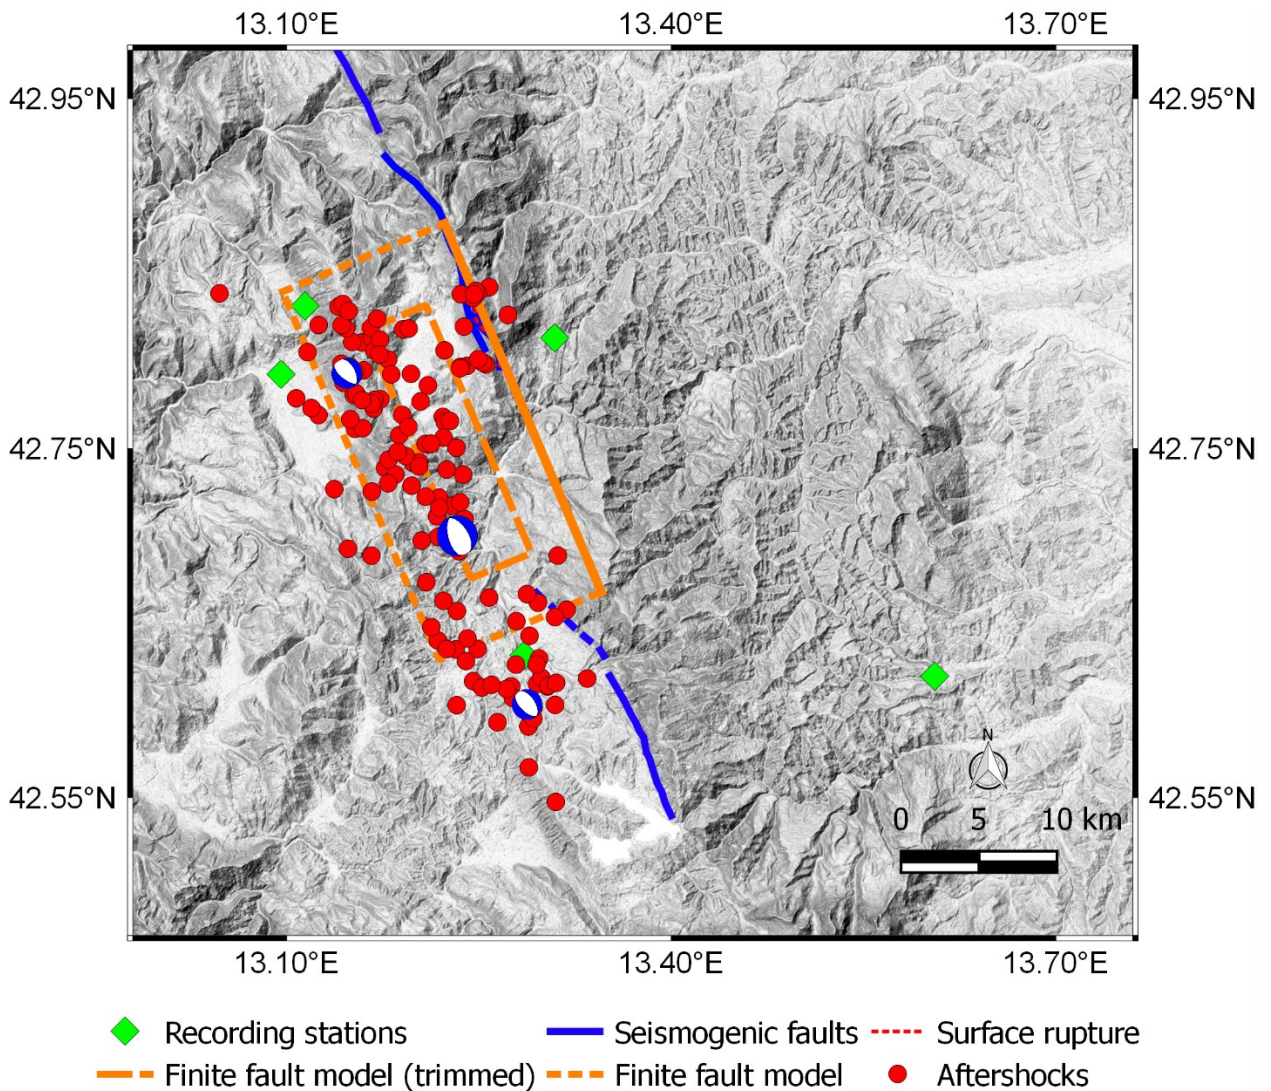 13.10°E 13.40°E 13.70°E
42.95°N 42.95°N
42.75°N 42.75°N
N
42.55°N 42.55°N
0 5 10 km
13.10°E 13.40°E 13.70°E
Recording stations Seismogenic faults Surface rupture
Finite fault model (trimmed) Finite fault model Aftershocks